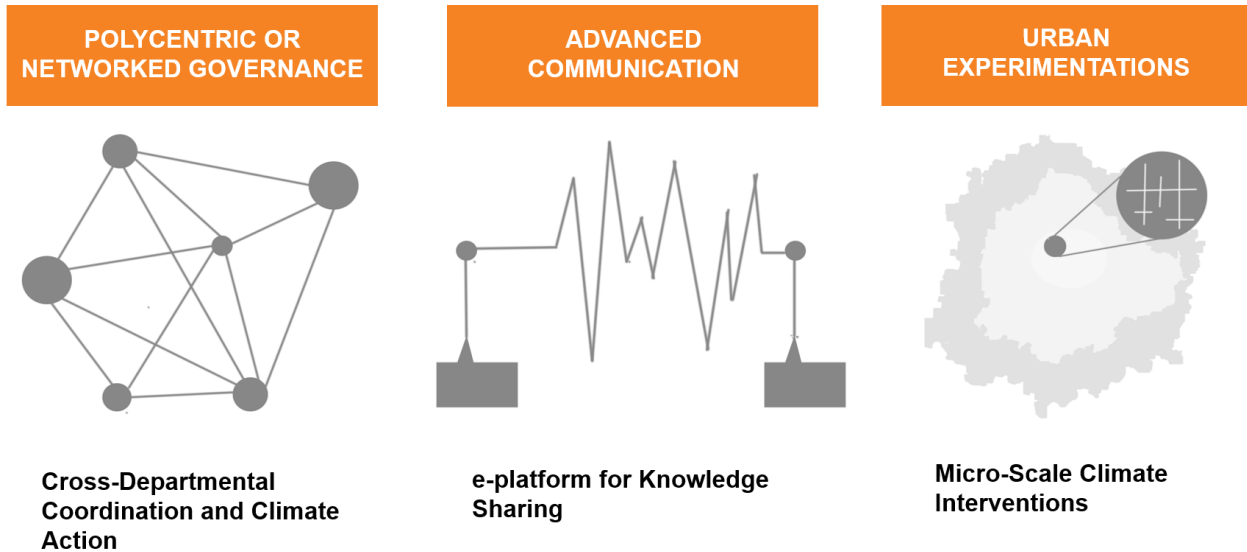 POLYCENTRIC OR
NETWORKED GOVERNANCE
ADVANCED
COMMUNICATION
URBAN
EXPERIMENTATIONS
Cross-Departmental
Coordination and Climate
Action
e-platform for Knowledge
Sharing
Micro-Scale Climate
Interventions